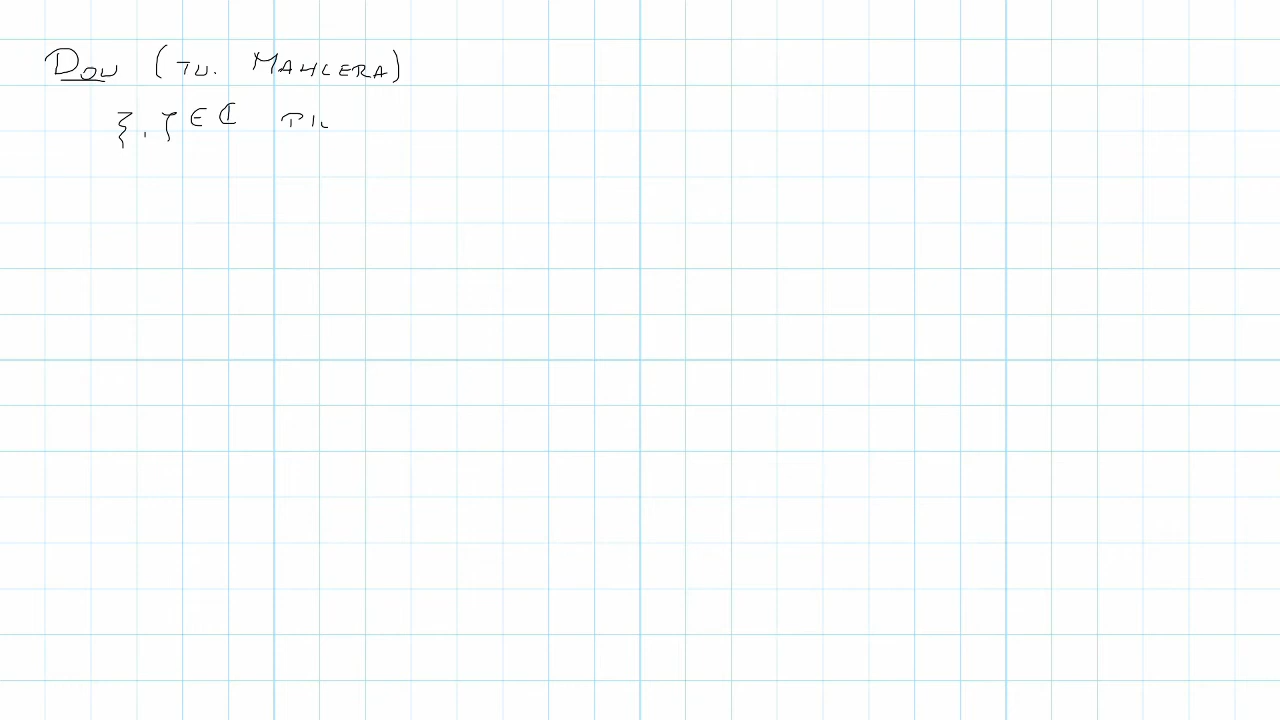 Dow (Tw. Mahlera)
ξ, ζ ∈ ℂ